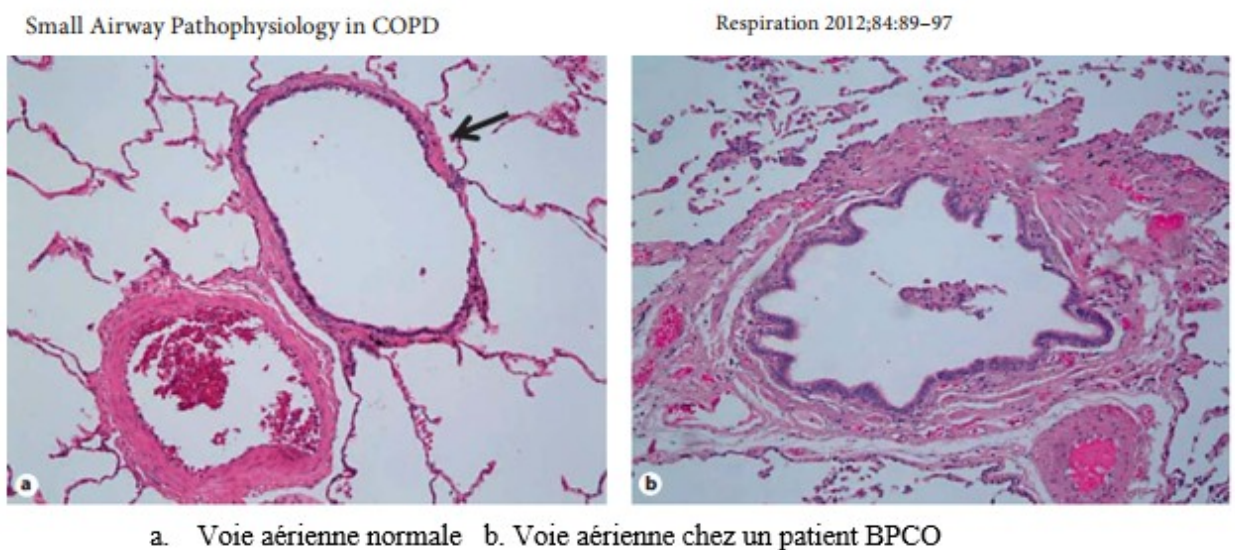 Small Airway Pathophysiology in COPD
Respiration 2012;84:89–97
a
b
a. Voie aérienne normale b. Voie aérienne chez un patient BPCO